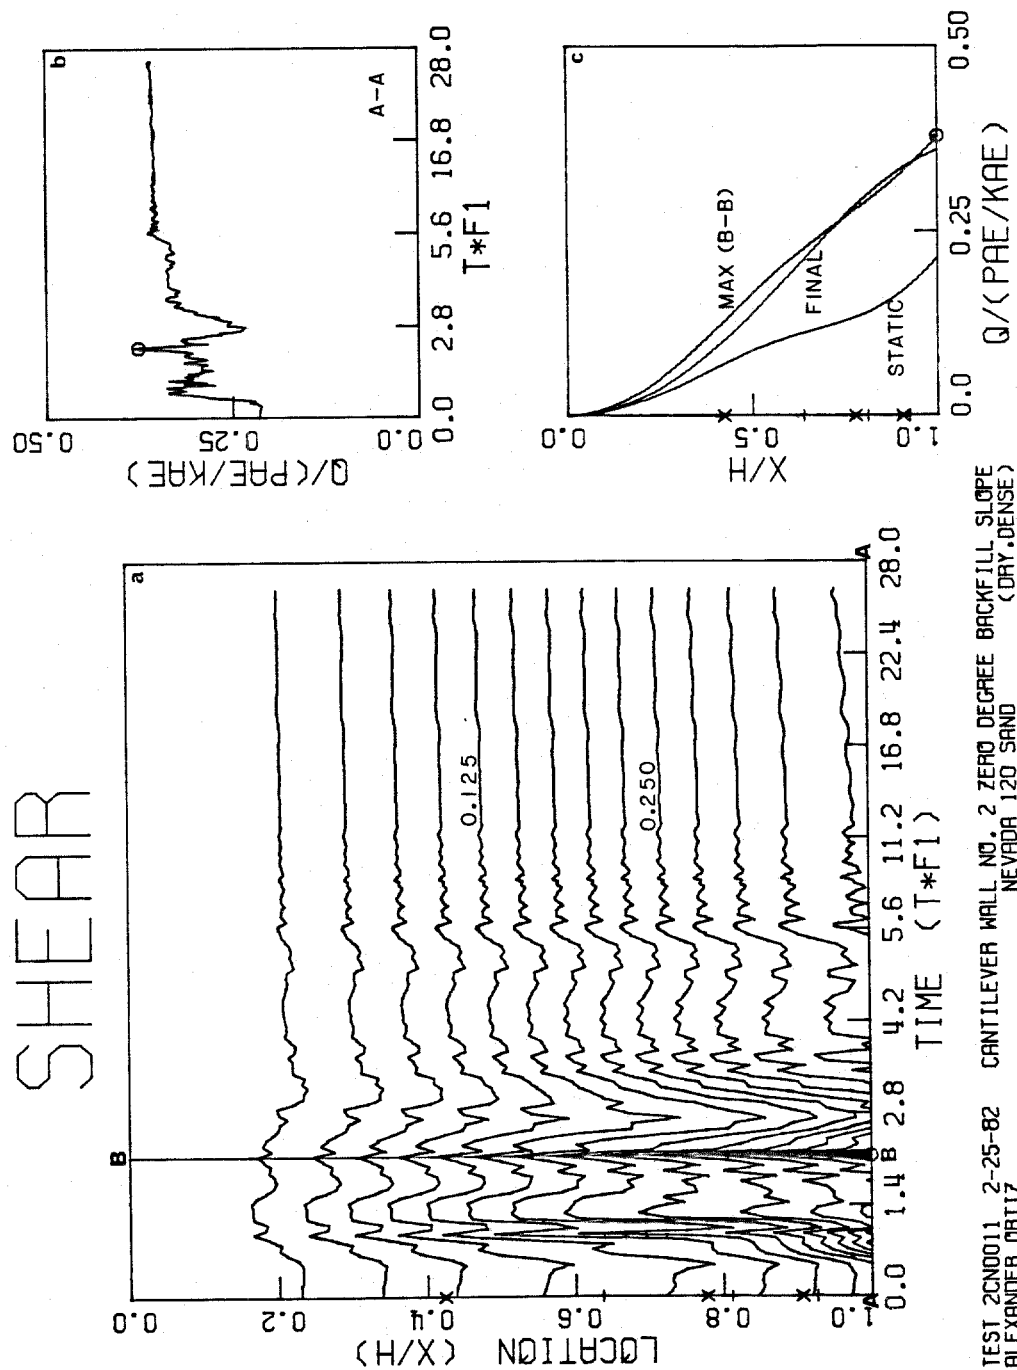 SHEAR
a
B
0.0
0.2
0.4
0.6
0.8
1.0
LOCATION
(X/H)
0.125
0.250
A
A
B
0.0
1.4
2.8
4.2
5.6
11.2
16.8
22.4
28.0
TIME (T*F1)
b
0.50
0.25
0.0
Q/(PAE/KAE)
A-A
0.0
2.8
5.6
16.8
28.0
T*F1
c
MAX (B-B)
FINAL
STATIC
0.5
1.0
X/H
0.0
0.25
0.50
Q/(PAE/KAE)
TEST 2CN0011 2-25-82 CANTILEVER WALL NO. 2 ZERO DEGREE BACKFILL SLOPE
ALEXANDER ORTIZ NEVADA 120 SAND (DRY,DENSE)